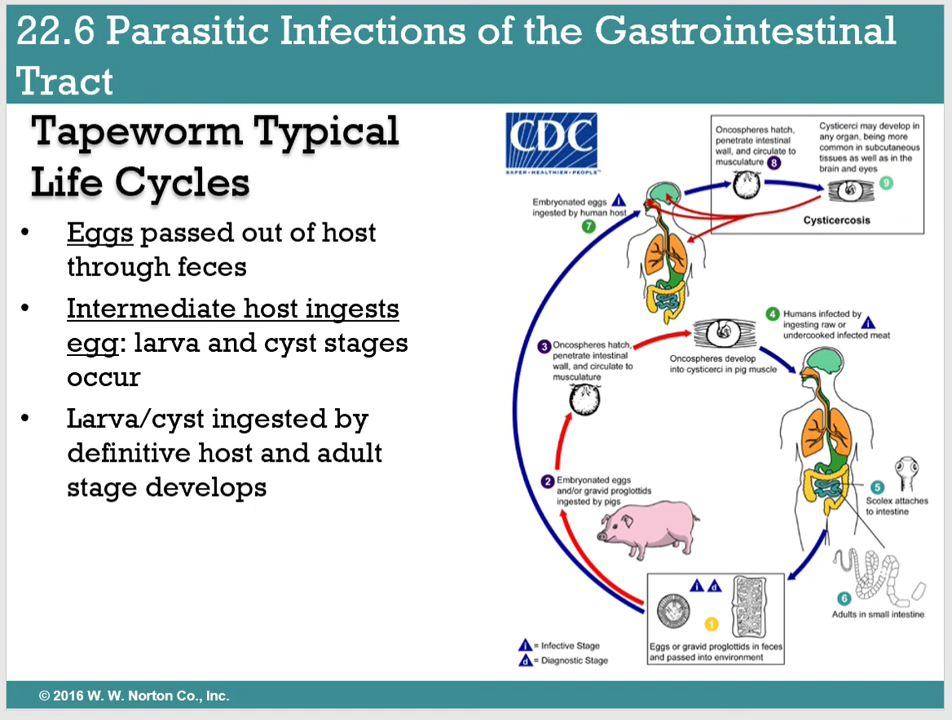 22.6 Parasitic Infections of the Gastrointestinal
Tract
Tapeworm Typical
Life Cycles
• Eggs passed out of host
through feces
• Intermediate host ingests
egg: larva and cyst stages
occur
• Larva/cyst ingested by
definitive host and adult
stage develops
CDC
SAFER•HEALTHIER•PEOPLE™
Oncospheres hatch,
penetrate intestinal
wall, and circulate to
musculature 8
Cysticerci may develop in
any organ, being more
common in subcutaneous
tissues as well as in the
brain and eyes
9
Cysticercosis
Embryonated eggs i
ingested by human host
7
4 Humans infected by
ingesting raw or
undercooked infected meat
i
3 Oncospheres hatch,
penetrate intestinal
wall, and circulate to
musculature
Oncospheres develop
into cysticerci in pig muscle
2 Embryonated eggs
and/or gravid proglottids
ingested by pigs
5
Scolex attaches
to intestine
6
Adults in small intestine
i d
1
Eggs or gravid proglottids in feces
and passed into environment
i = Infective Stage
d = Diagnostic Stage
© 2016 W. W. Norton Co., Inc.